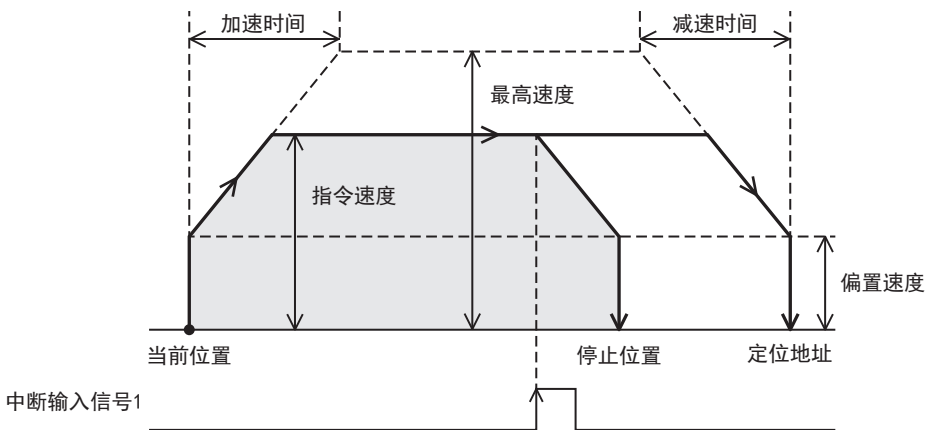 加速时间
减速时间
最高速度
指令速度
偏置速度
当前位置
停止位置
定位地址
中断输入信号1